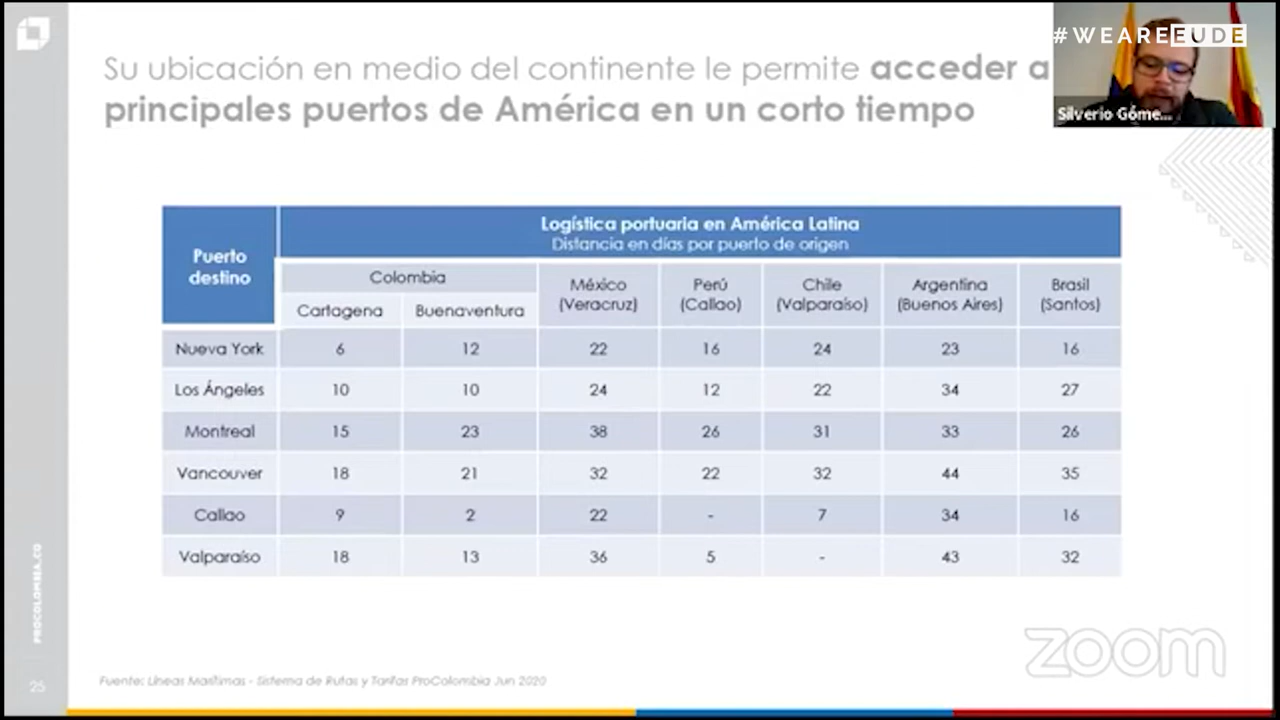 #WEAREEUDE
Silverio Góme...
Su ubicación en medio del continente le permite acceder a
principales puertos de América en un corto tiempo
Puerto destino
Logística portuaria en América Latina
Distancia en días por puerto de origen
Colombia
Cartagena Buenaventura México (Veracruz) Perú (Callao) Chile (Valparaíso) Argentina (Buenos Aires) Brasil (Santos)
Nueva York 6 12 22 16 24 23 16
Los Ángeles 10 10 24 12 22 34 27
Montreal 15 23 38 26 31 33 26
Vancouver 18 21 32 22 32 44 35
Callao 9 2 22 - 7 34 16
Valparaíso 18 13 36 5 - 43 32
PROCOLOMBIA.CO
zoom
25
Fuente: Líneas Marítimas - Sistema de Rutas y Tarifas ProColombia Jun 2020